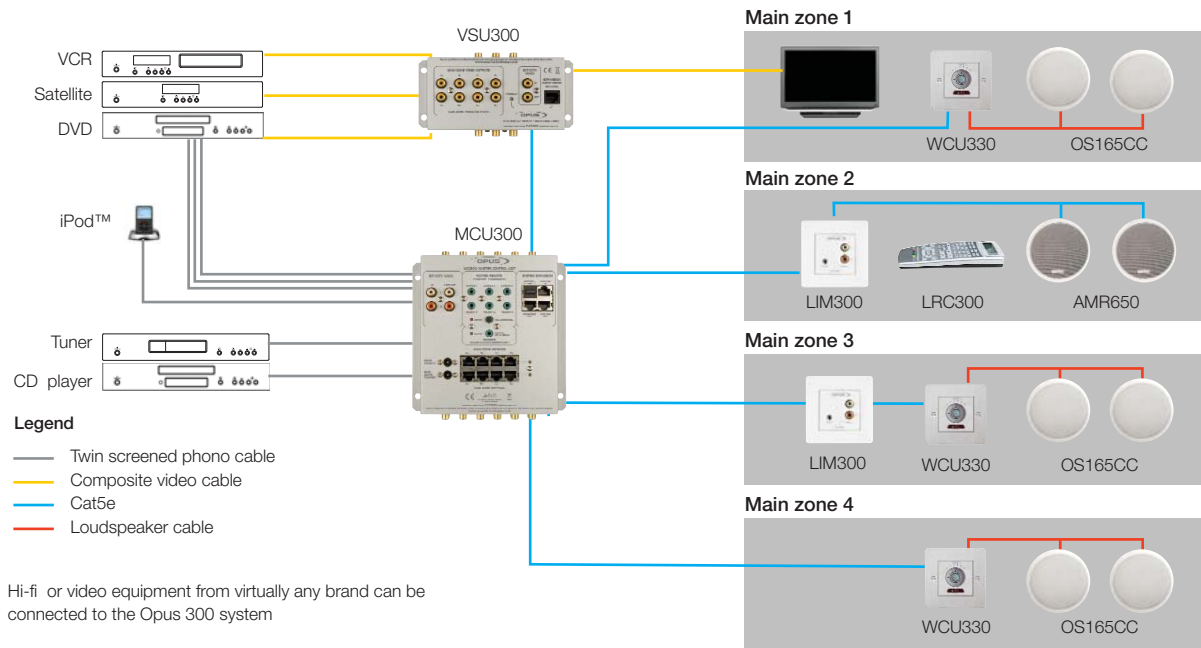 VCR
Satellite
DVD
iPod™
Tuner
CD player
VSU300
OPUS
MCU300
OPUS
Main zone 1
WCU330
OS165CC
Main zone 2
LIM300
LRC300
AMR650
Main zone 3
LIM300
WCU330
OS165CC
Main zone 4
WCU330
OS165CC
Legend
Twin screened phono cable
Composite video cable
Cat5e
Loudspeaker cable
Hi-fi or video equipment from virtually any brand can be
connected to the Opus 300 system